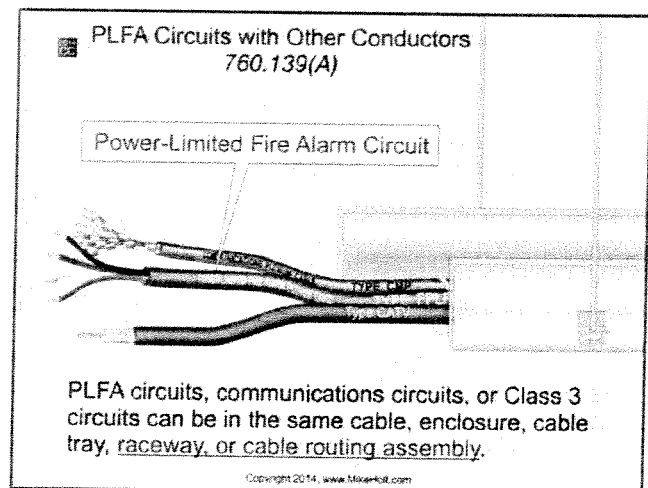 PLFA Circuits with Other Conductors
760.139(A)
Power-Limited Fire Alarm Circuit
TYPE CMP
PLFA circuits, communications circuits, or Class 3
circuits can be in the same cable, enclosure, cable
tray, raceway, or cable routing assembly.
Copyright 2014, www.MikeHolt.com